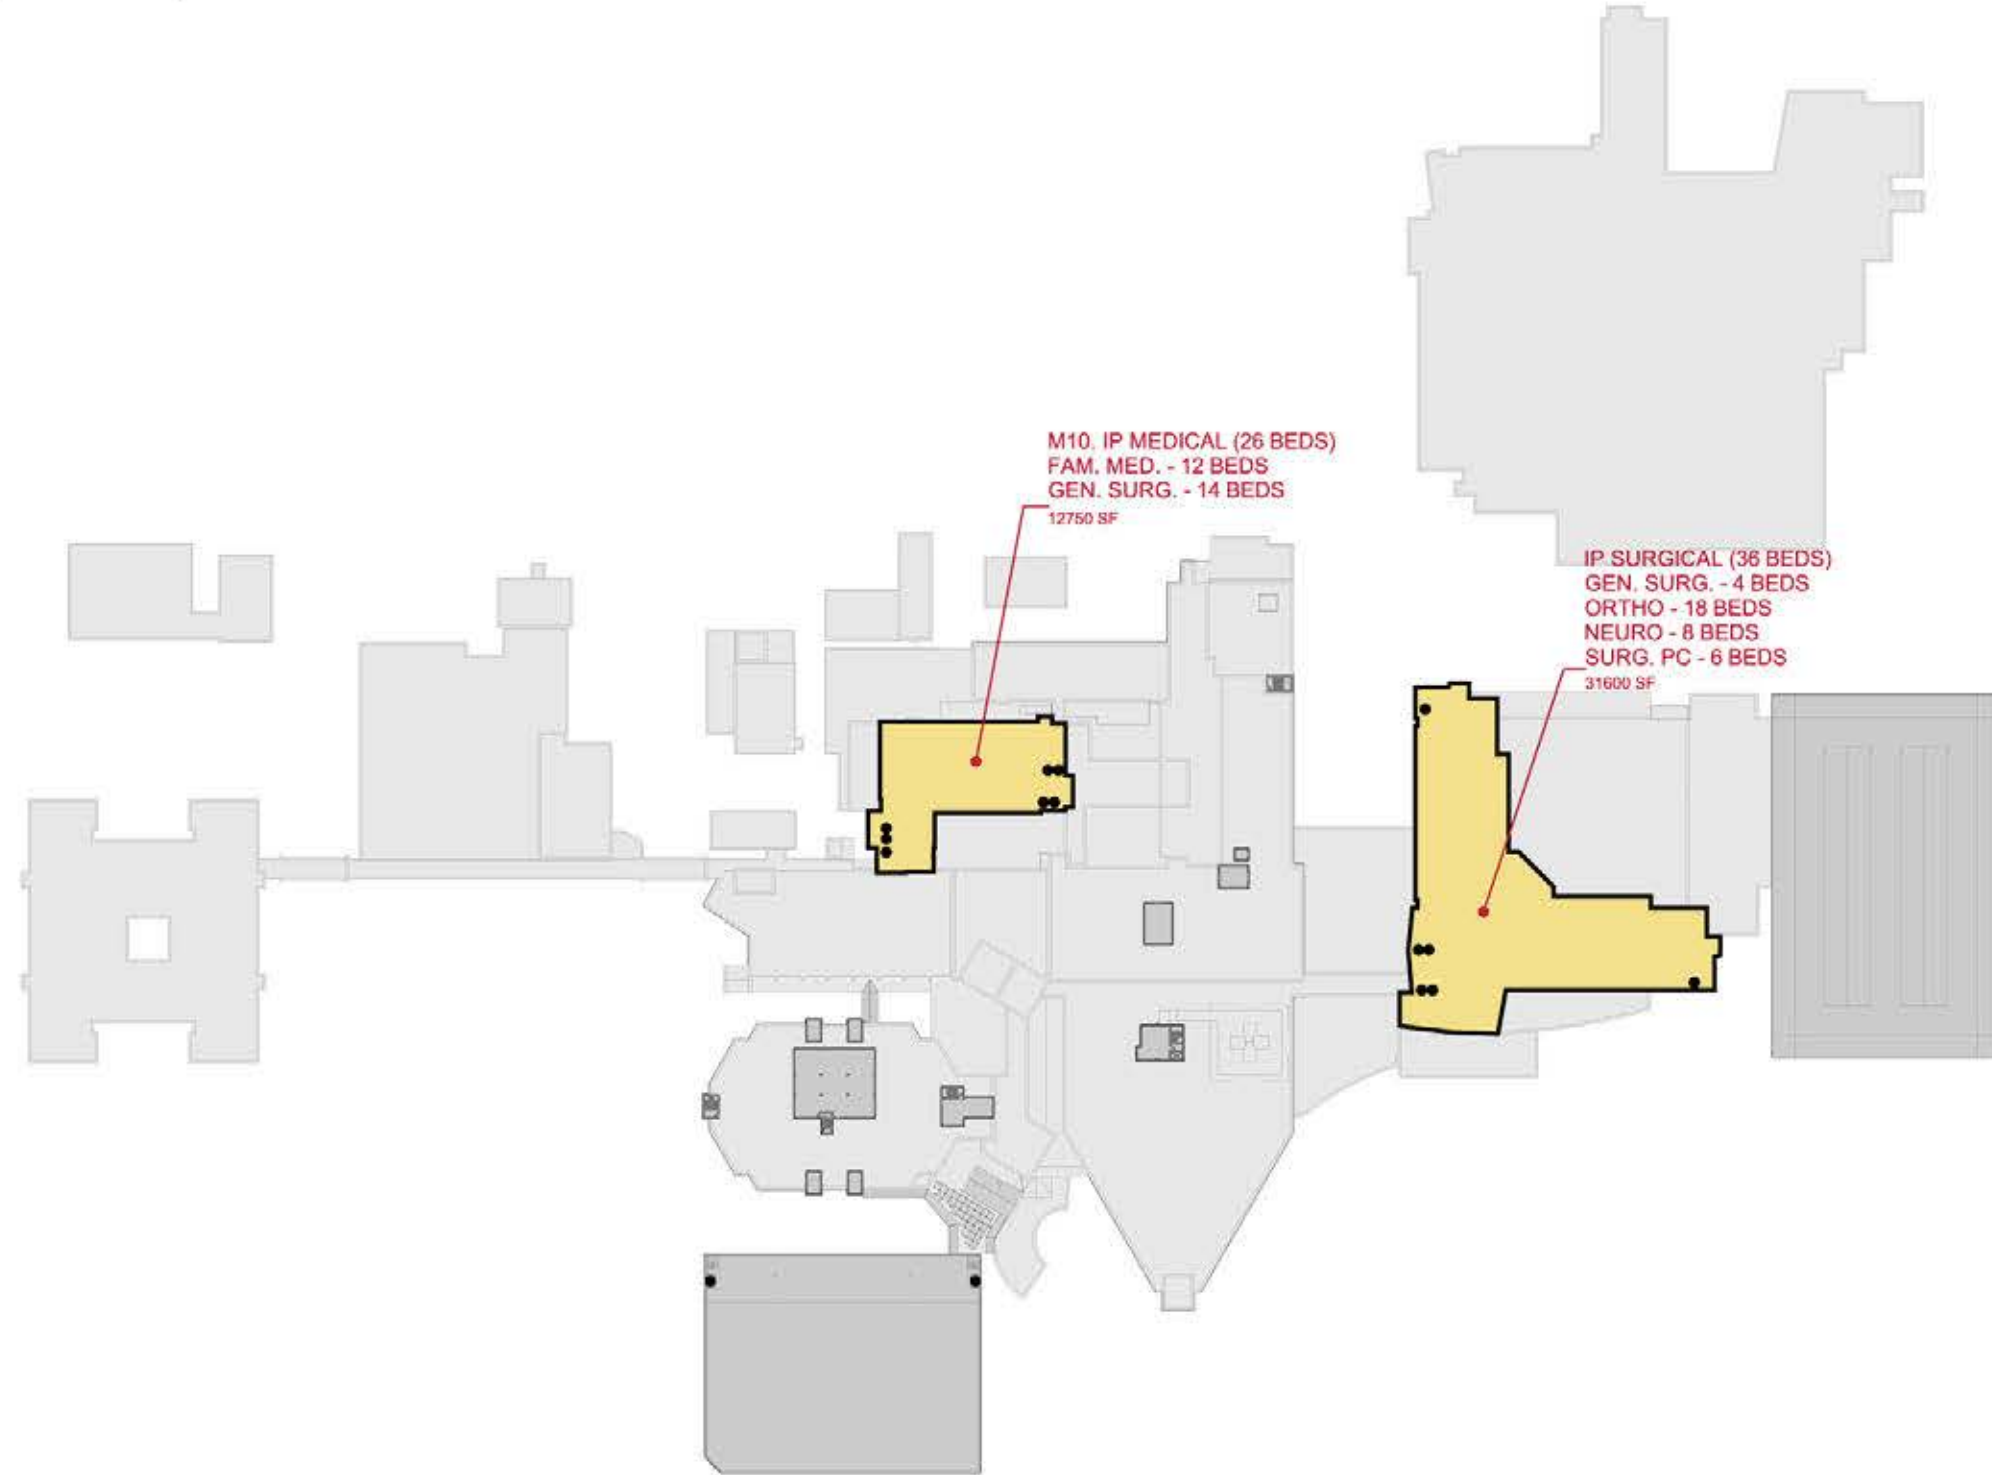 M10. IP MEDICAL (26 BEDS)
FAM. MED. - 12 BEDS
GEN. SURG. - 14 BEDS
12750 SF
IP SURGICAL (36 BEDS)
GEN. SURG. - 4 BEDS
ORTHO - 18 BEDS
NEURO - 8 BEDS
SURG. PC - 6 BEDS
31600 SF